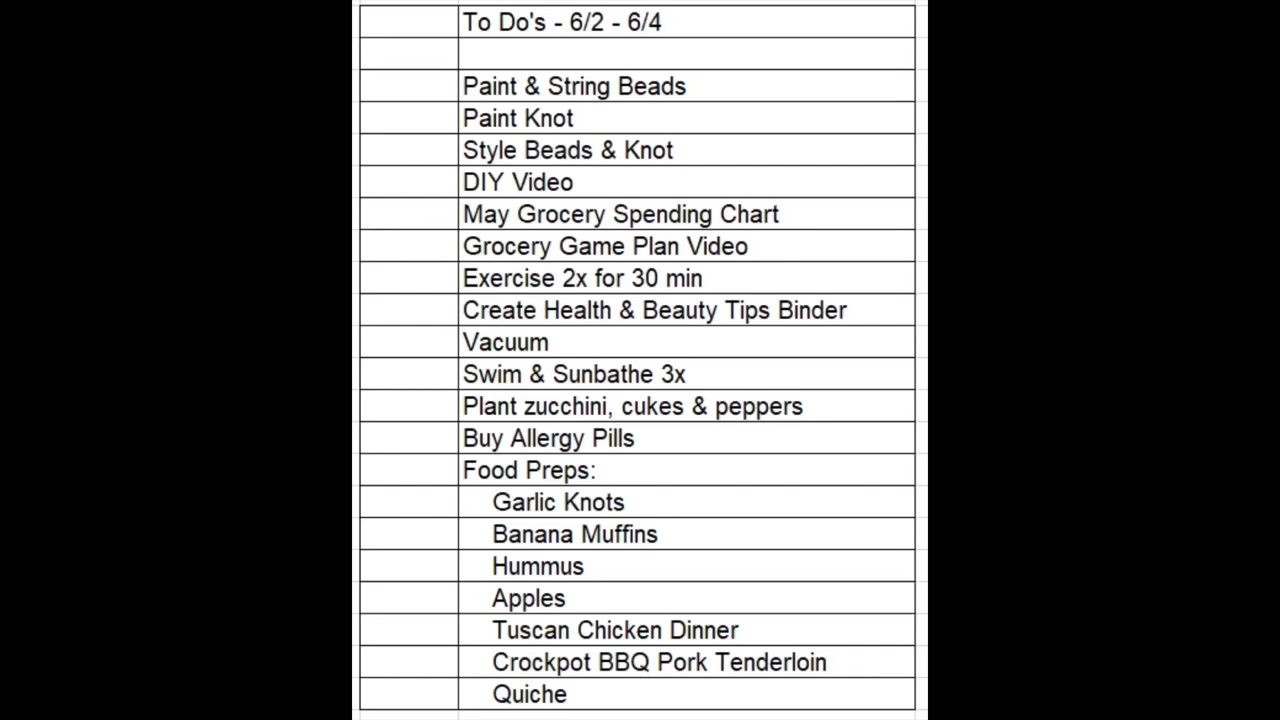 To Do's - 6/2 - 6/4
Paint & String Beads
Paint Knot
Style Beads & Knot
DIY Video
May Grocery Spending Chart
Grocery Game Plan Video
Exercise 2x for 30 min
Create Health & Beauty Tips Binder
Vacuum
Swim & Sunbathe 3x
Plant zucchini, cukes & peppers
Buy Allergy Pills
Food Preps:
Garlic Knots
Banana Muffins
Hummus
Apples
Tuscan Chicken Dinner
Crockpot BBQ Pork Tenderloin
Quiche